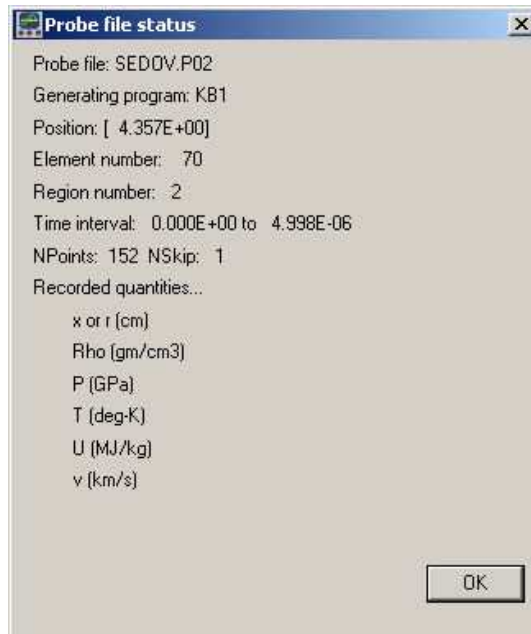 Probe file status
Probe file: SEDOV.P02
Generating program: KB1
Position: [ 4.357E+00]
Element number: 70
Region number: 2
Time interval: 0.000E+00 to 4.998E-06
NPoints: 152 NSkip: 1
Recorded quantities...
x or r (cm)
Rho (gm/cm3)
P (GPa)
T (deg-K)
U (MJ/kg)
v (km/s)
OK